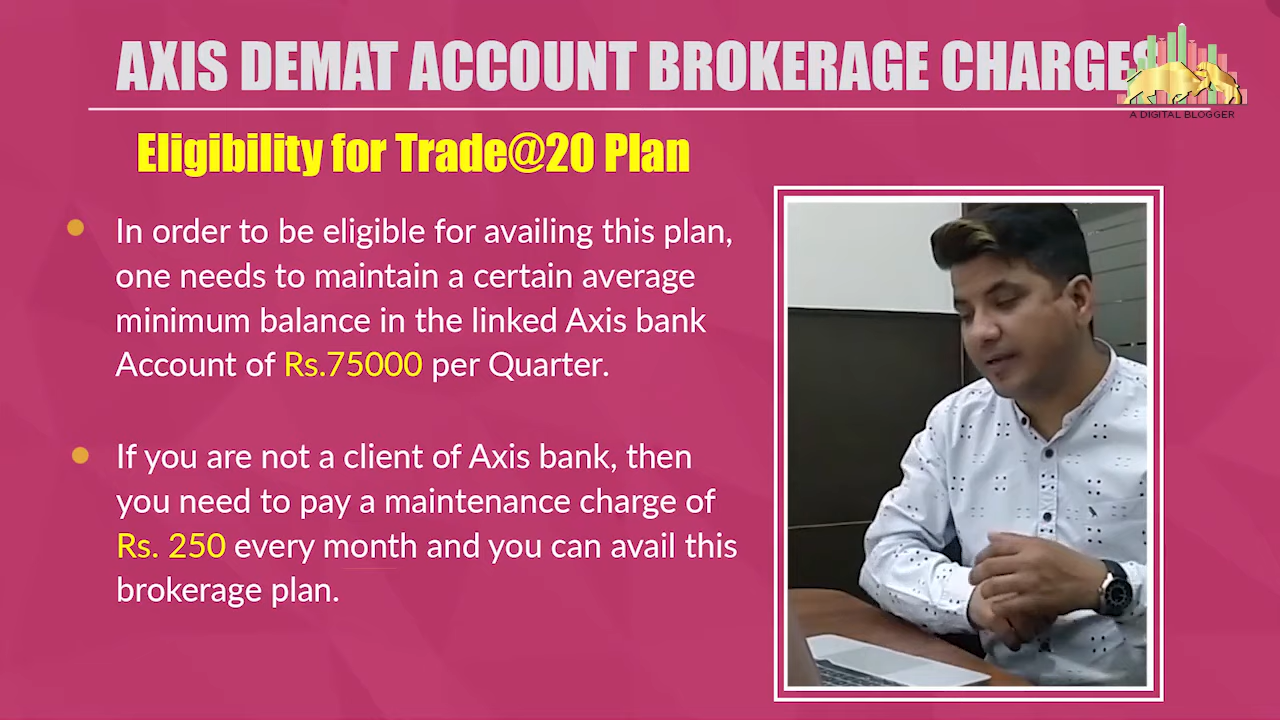 AXIS DEMAT ACCOUNT BROKERAGE CHARGES
A DIGITAL BLOGGER
Eligibility for Trade@20 Plan
In order to be eligible for availing this plan,
one needs to maintain a certain average
minimum balance in the linked Axis bank
Account of Rs.75000 per Quarter.
If you are not a client of Axis bank, then
you need to pay a maintenance charge of
Rs. 250 every month and you can avail this
brokerage plan.